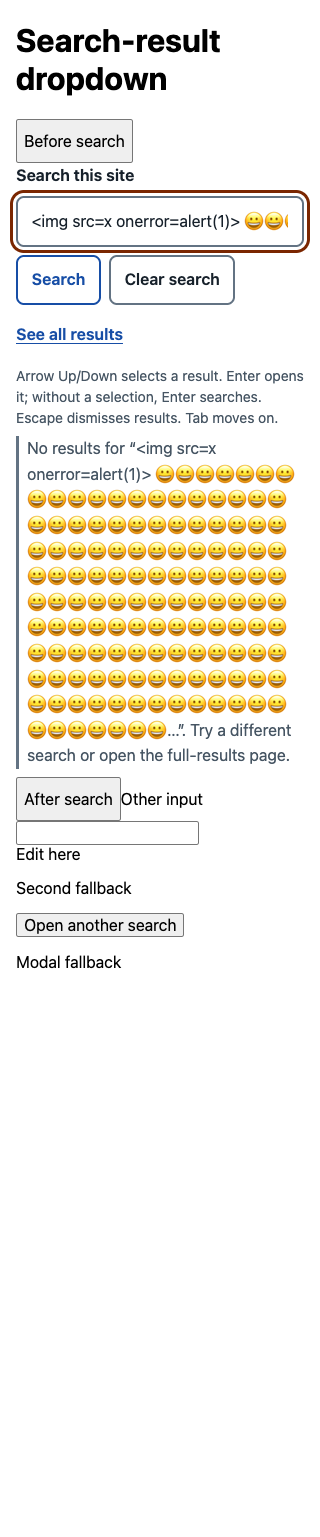 Search-result
dropdown
Before search
Search this site
<img src=x onerror=alert(1)> 😀😀
Search
Clear search
See all results
Arrow Up/Down selects a result. Enter opens
it; without a selection, Enter searches.
Escape dismisses results. Tab moves on.
No results for “<img src=x
onerror=alert(1)> 😀😀😀😀😀😀😀
😀😀😀😀😀😀😀😀😀😀😀😀😀
😀😀😀😀😀😀😀😀😀😀😀😀😀
😀😀😀😀😀😀😀😀😀😀😀😀😀
😀😀😀😀😀😀😀😀😀😀😀😀😀
😀😀😀😀😀😀😀😀😀😀😀😀😀
😀😀😀😀😀😀😀😀😀😀😀😀😀
😀😀😀😀😀😀😀😀😀😀😀😀😀
😀😀😀😀😀😀😀😀😀😀😀😀😀
😀😀😀😀😀😀😀😀😀😀😀😀😀
😀😀😀😀😀😀😀…”. Try a different
search or open the full-results page.
After search
Other input
Edit here
Second fallback
Open another search
Modal fallback